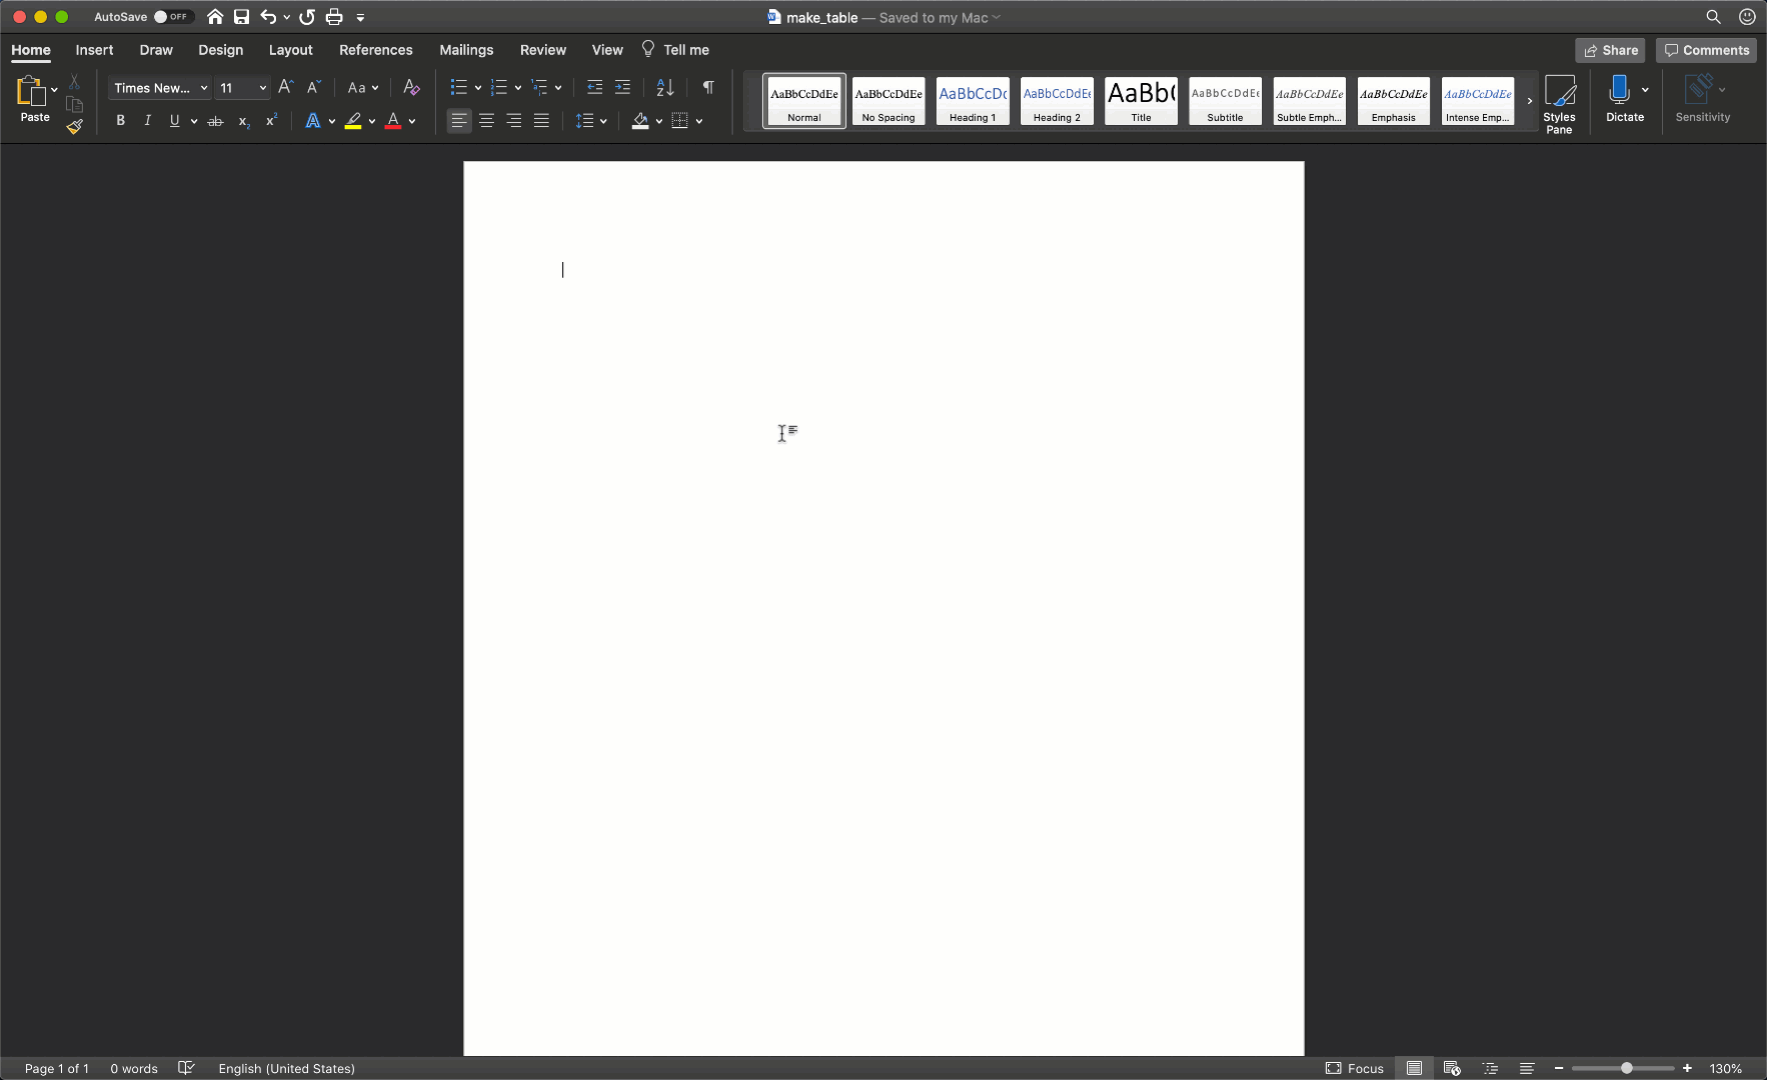 AutoSave OFF make_table — Saved to my Mac
Home Insert Draw Design Layout References Mailings Review View Tell me Share Comments
Paste Times New... 11 Aa
AaBbCcDdEe AaBbCcDdEe AaBbCcDc AaBbCcDdEe AaBb( AaBbCcDdEe AaBbCcDdEe AaBbCcDdEe AaBbCcDdEe
Normal No Spacing Heading 1 Heading 2 Title Subtitle Subtle Emph... Emphasis Intense Emp...
Styles Pane Dictate Sensitivity
B I U ab x2 x2 A A
Page 1 of 1 0 words English (United States) Focus 130%